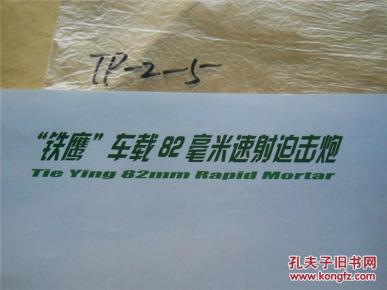 TP-2-5
“铁鹰”车载82毫米速射迫击炮
Tie Ying 82mm Rapid Mortar
孔夫子旧书网
kongfz.com